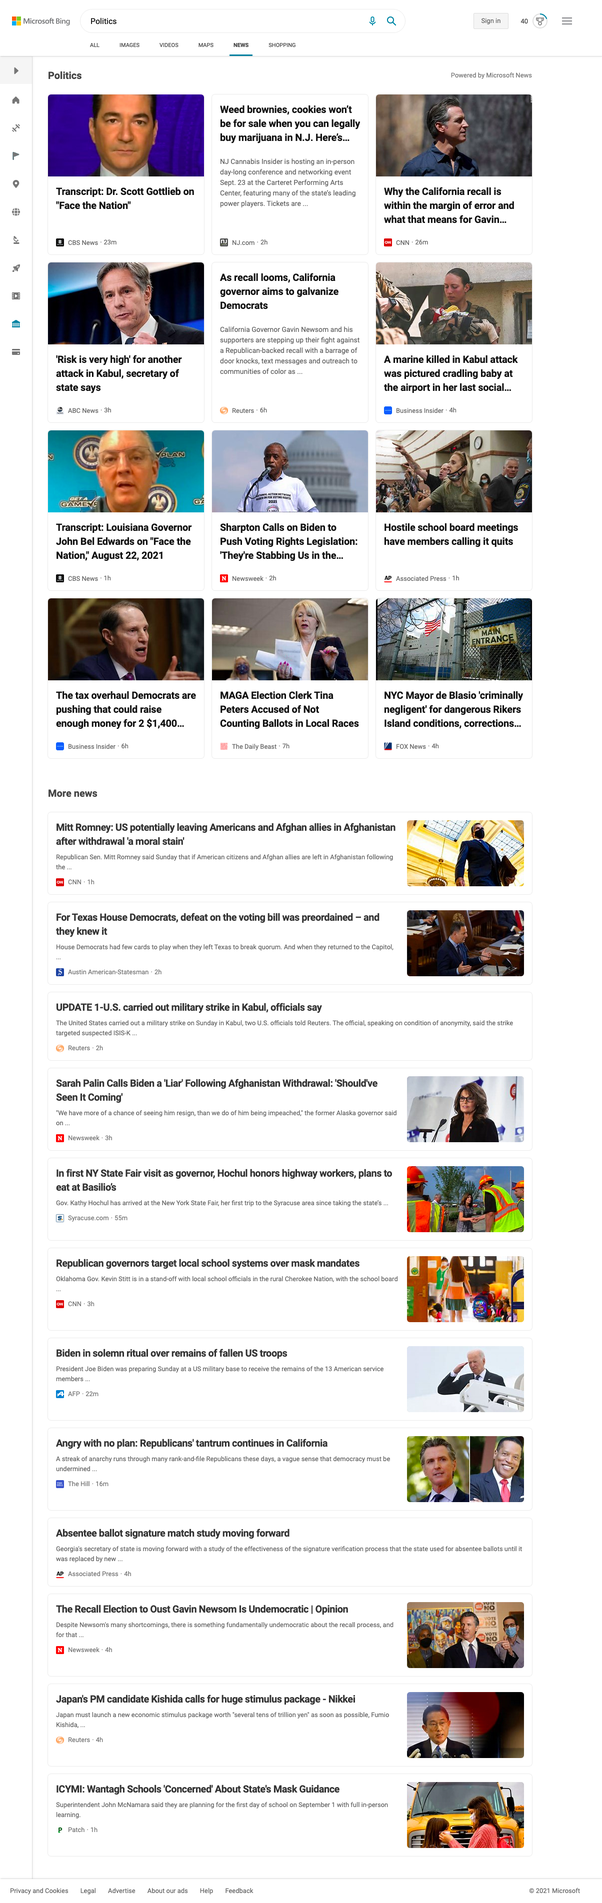 Microsoft Bing
Politics
Sign in
40
ALL
IMAGES
VIDEOS
MAPS
NEWS
SHOPPING
Politics
Powered by Microsoft News
Transcript: Dr. Scott Gottlieb on
"Face the Nation"
CBS News · 23m
Weed brownies, cookies won't
be for sale when you can legally
buy marijuana in N.J. Here's...
NJ Cannabis Insider is hosting an in-person
day-long conference and networking event
Sept. 23 at the Carteret Performing Arts
Center, featuring many of the state's leading
power players. Tickets are ...
NJ.com · 2h
Why the California recall is
within the margin of error and
what that means for Gavin...
CNN · 26m
'Risk is very high' for another
attack in Kabul, secretary of
state says
ABC News · 3h
As recall looms, California
governor aims to galvanize
Democrats
California Governor Gavin Newsom and his
supporters are stepping up their fight against
a Republican-backed recall with a barrage of
door knocks, text messages and outreach to
communities of color as ...
Reuters · 6h
A marine killed in Kabul attack
was pictured cradling baby at
the airport in her last social...
Business Insider · 4h
Transcript: Louisiana Governor
John Bel Edwards on "Face the
Nation," August 22, 2021
CBS News · 1h
Sharpton Calls on Biden to
Push Voting Rights Legislation:
'They're Stabbing Us in the...
Newsweek · 2h
Hostile school board meetings
have members calling it quits
AP
Associated Press · 1h
MAIN
ENTRANCE
The tax overhaul Democrats are
pushing that could raise
enough money for 2 $1,400...
Business Insider · 6h
MAGA Election Clerk Tina
Peters Accused of Not
Counting Ballots in Local Races
The Daily Beast · 7h
NYC Mayor de Blasio 'criminally
negligent' for dangerous Rikers
Island conditions, corrections...
FOX News · 4h
More news
Mitt Romney: US potentially leaving Americans and Afghan allies in Afghanistan
after withdrawal 'a moral stain'
Republican Sen. Mitt Romney said Sunday that if American citizens and Afghan allies are left in Afghanistan following
the ...
CNN · 1h
For Texas House Democrats, defeat on the voting bill was preordained – and
they knew it
House Democrats had few cards to play when they left Texas to break quorum. And when they returned to the Capitol,
...
Austin American-Statesman · 2h
UPDATE 1-U.S. carried out military strike in Kabul, officials say
The United States carried out a military strike on Sunday in Kabul, two U.S. officials told Reuters. The official, speaking on condition of anonymity, said the strike
targeted suspected ISIS-K ...
Reuters · 2h
Sarah Palin Calls Biden a 'Liar' Following Afghanistan Withdrawal: 'Should've
Seen It Coming'
"We have more of a chance of seeing him resign, than we do of him being impeached," the former Alaska governor said
on ...
Newsweek · 3h
In first NY State Fair visit as governor, Hochul honors highway workers, plans to
eat at Basilio's
Gov. Kathy Hochul has arrived at the New York State Fair, her first trip to the Syracuse area since taking the state's ...
Syracuse.com · 55m
Republican governors target local school systems over mask mandates
Oklahoma Gov. Kevin Stitt is in a stand-off with local school officials in the rural Cherokee Nation, with the school board
...
CNN · 3h
Biden in solemn ritual over remains of fallen US troops
President Joe Biden was preparing Sunday at a US military base to receive the remains of the 13 American service
members ...
AFP · 22m
Angry with no plan: Republicans' tantrum continues in California
A streak of anarchy runs through many rank-and-file Republicans these days, a vague sense that democracy must be
undermined ...
The Hill · 16m
Absentee ballot signature match study moving forward
Georgia's secretary of state is moving forward with a study of the effectiveness of the signature verification process that the state used for absentee ballots until it
was replaced by new ...
AP
Associated Press · 4h
The Recall Election to Oust Gavin Newsom Is Undemocratic | Opinion
Despite Newsom's many shortcomings, there is something fundamentally undemocratic about the recall process, and
for that ...
Newsweek · 4h
Japan's PM candidate Kishida calls for huge stimulus package - Nikkei
Japan must launch a new economic stimulus package worth "several tens of trillion yen" as soon as possible, Fumio
Kishida, ...
Reuters · 4h
ICYMI: Wantagh Schools 'Concerned' About State's Mask Guidance
Superintendent John McNamara said they are planning for the first day of school on September 1 with full in-person
learning.
Patch · 1h
Privacy and Cookies
Legal
Advertise
About our ads
Help
Feedback
© 2021 Microsoft